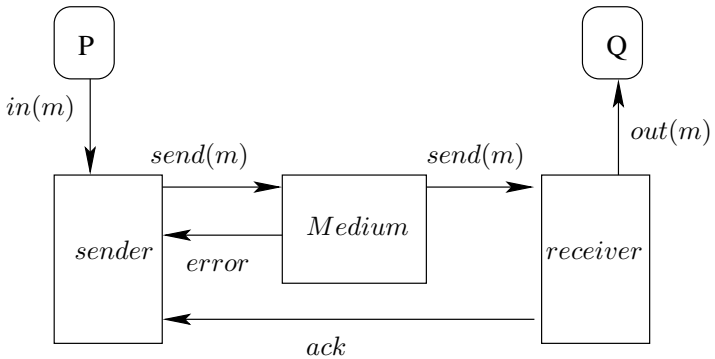 P
Q
in(m)
out(m)
send(m)
send(m)
sender
Medium
receiver
error
ack